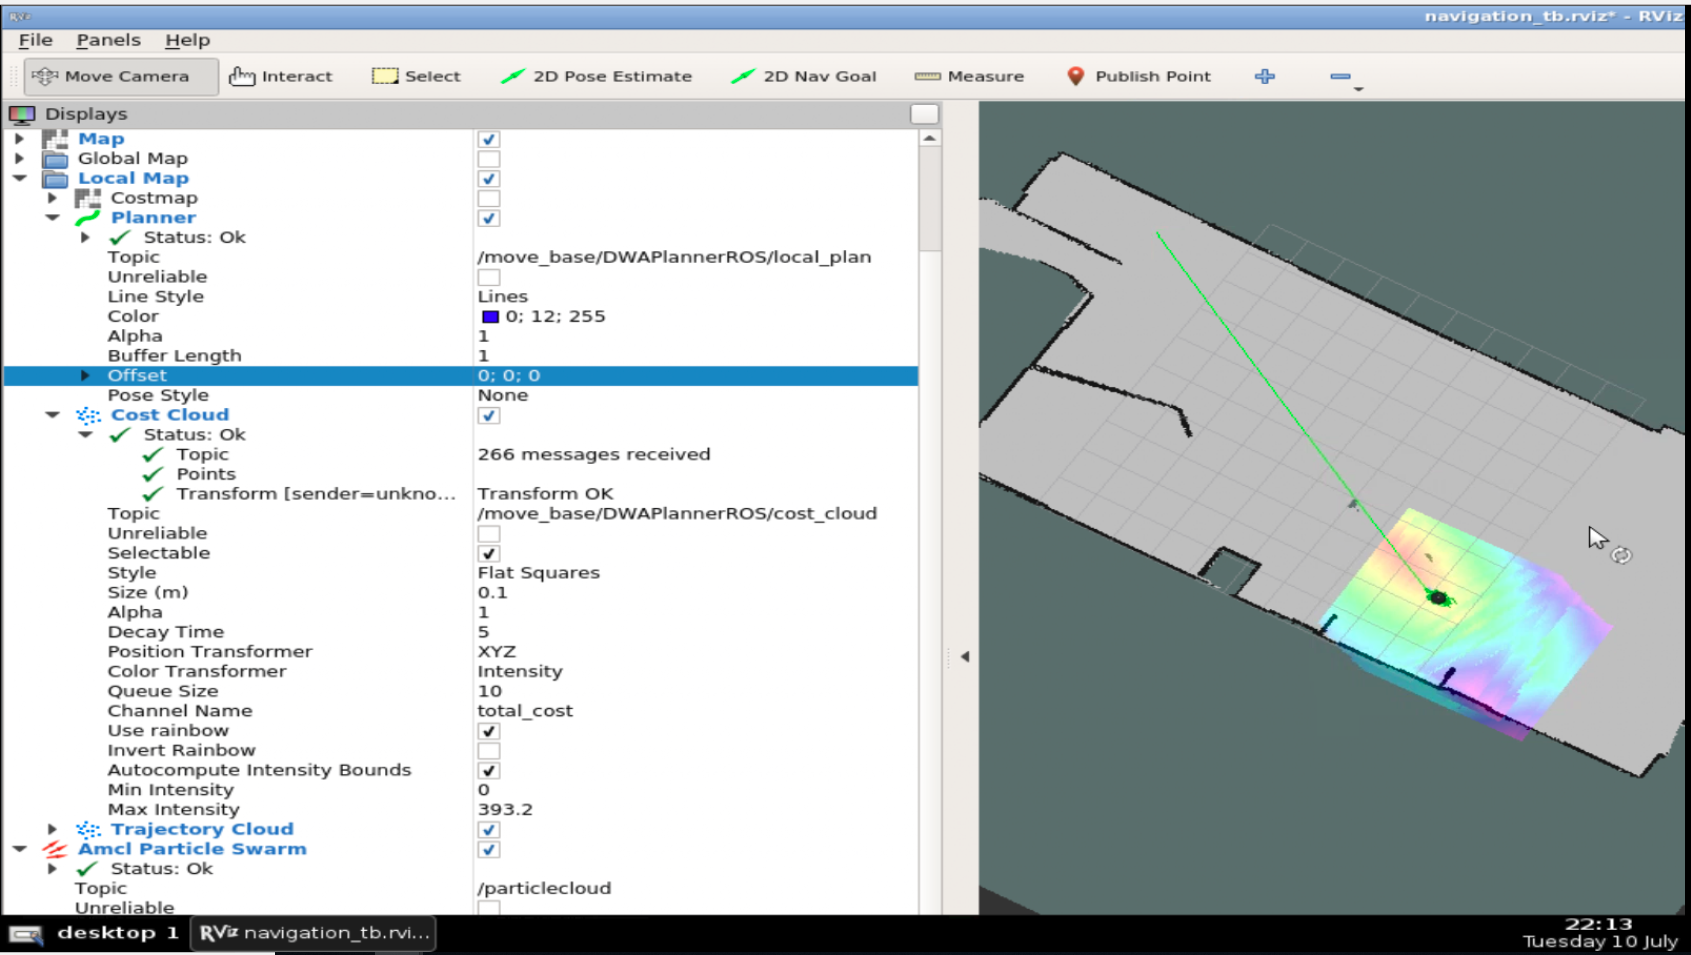 RViz
navigation_tb.rviz* - RViz
File Panels Help
Move Camera Interact Select 2D Pose Estimate 2D Nav Goal Measure Publish Point
Displays
Map
Global Map
Local Map
Costmap
Planner
Status: Ok
Topic /move_base/DWAPlannerROS/local_plan
Unreliable
Line Style Lines
Color 0; 12; 255
Alpha 1
Buffer Length 1
Offset 0; 0; 0
Pose Style None
Cost Cloud
Status: Ok
Topic 266 messages received
Points
Transform [sender=unkno... Transform OK
Topic /move_base/DWAPlannerROS/cost_cloud
Unreliable
Selectable
Style Flat Squares
Size (m) 0.1
Alpha 1
Decay Time 5
Position Transformer XYZ
Color Transformer Intensity
Queue Size 10
Channel Name total_cost
Use rainbow
Invert Rainbow
Autocompute Intensity Bounds
Min Intensity 0
Max Intensity 393.2
Trajectory Cloud
Amcl Particle Swarm
Status: Ok
Topic /particlecloud
Unreliable
desktop 1 RViz navigation_tb.rvi... 22:13
Tuesday 10 July